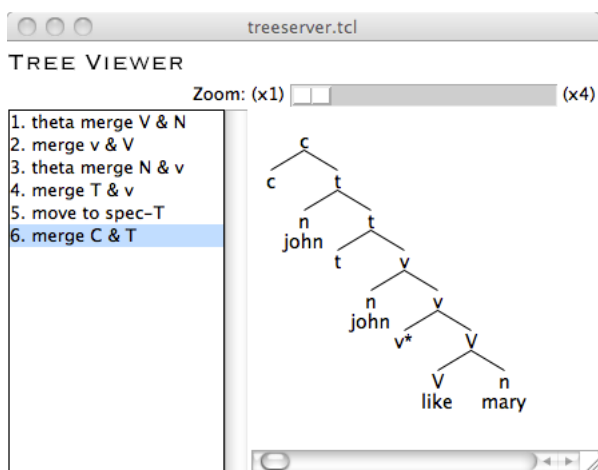 treeserver.tcl
TREE VIEWER
Zoom: (x1) (x4)
1. theta merge V & N
2. merge v & V
3. theta merge N & v
4. merge T & v
5. move to spec-T
6. merge C & T
c
c t
n t
john
t v
n v
john
v* V
V n
like mary